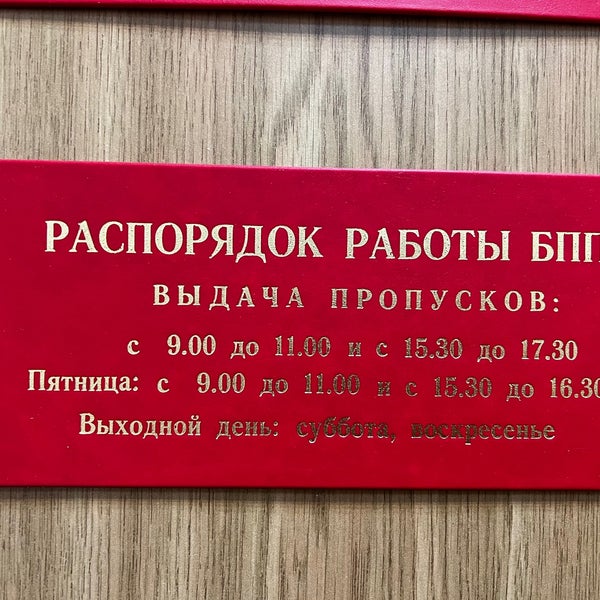 РАСПОРЯДОК РАБОТЫ БПП
ВЫДАЧА ПРОПУСКОВ:
с 9.00 до 11.00 и с 15.30 до 17.30
Пятница: с 9.00 до 11.00 и с 15.30 до 16.30
Выходной день: суббота, воскресенье